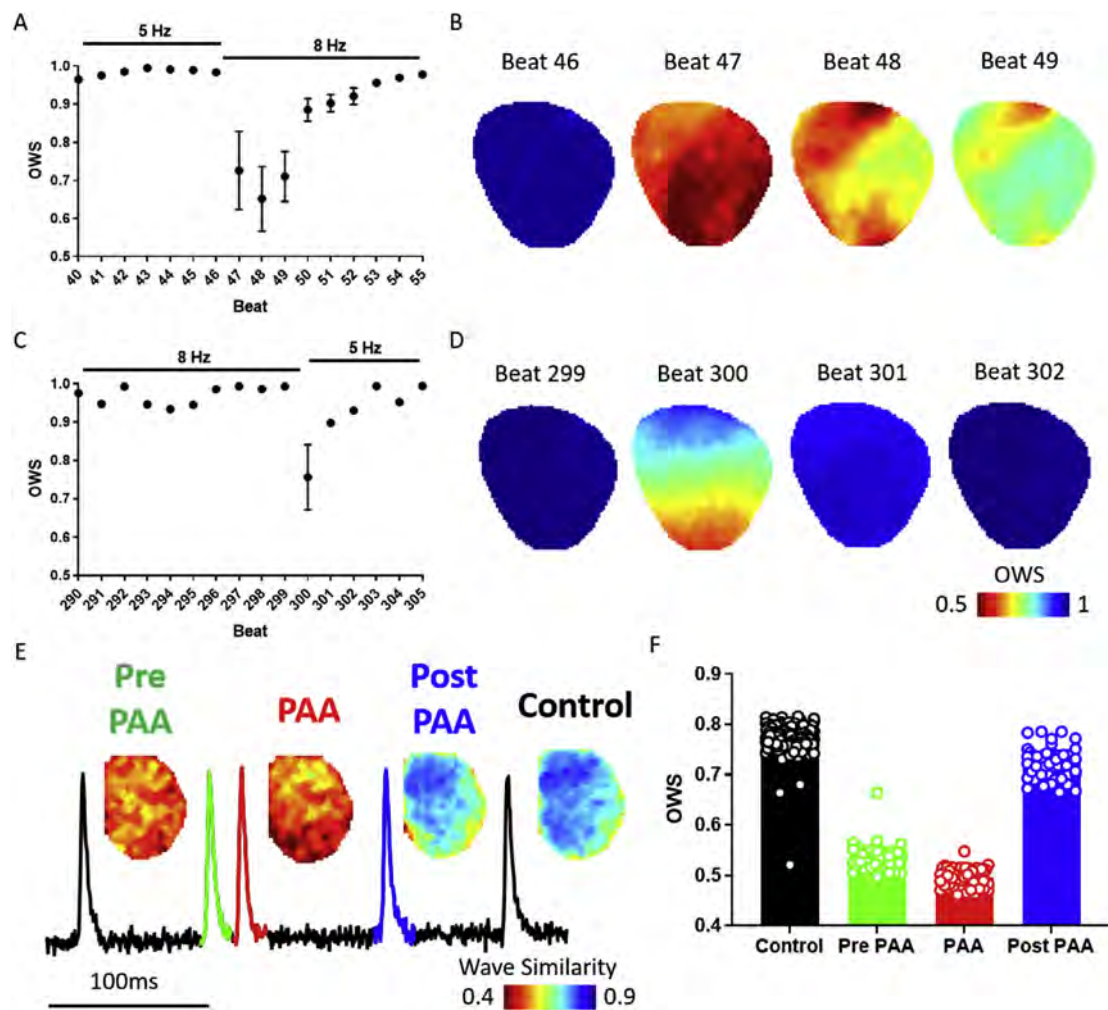 A
5 Hz
8 Hz
1.0
0.9
0.8
0.7
0.6
0.5
OWS
40 41 42 43 44 45 46 47 48 49 50 51 52 53 54 55
Beat
B
Beat 46 Beat 47 Beat 48 Beat 49
C
8 Hz
5 Hz
1.0
0.9
0.8
0.7
0.6
0.5
OWS
290 291 292 293 294 295 296 297 298 299 300 301 302 303 304 305
Beat
D
Beat 299 Beat 300 Beat 301 Beat 302
OWS
0.5 1
E
Pre
PAA
PAA
Post
PAA
Control
100ms
Wave Similarity
0.4 0.9
F
0.9
0.8
0.7
0.6
0.5
0.4
OWS
Control Pre PAA PAA Post PAA